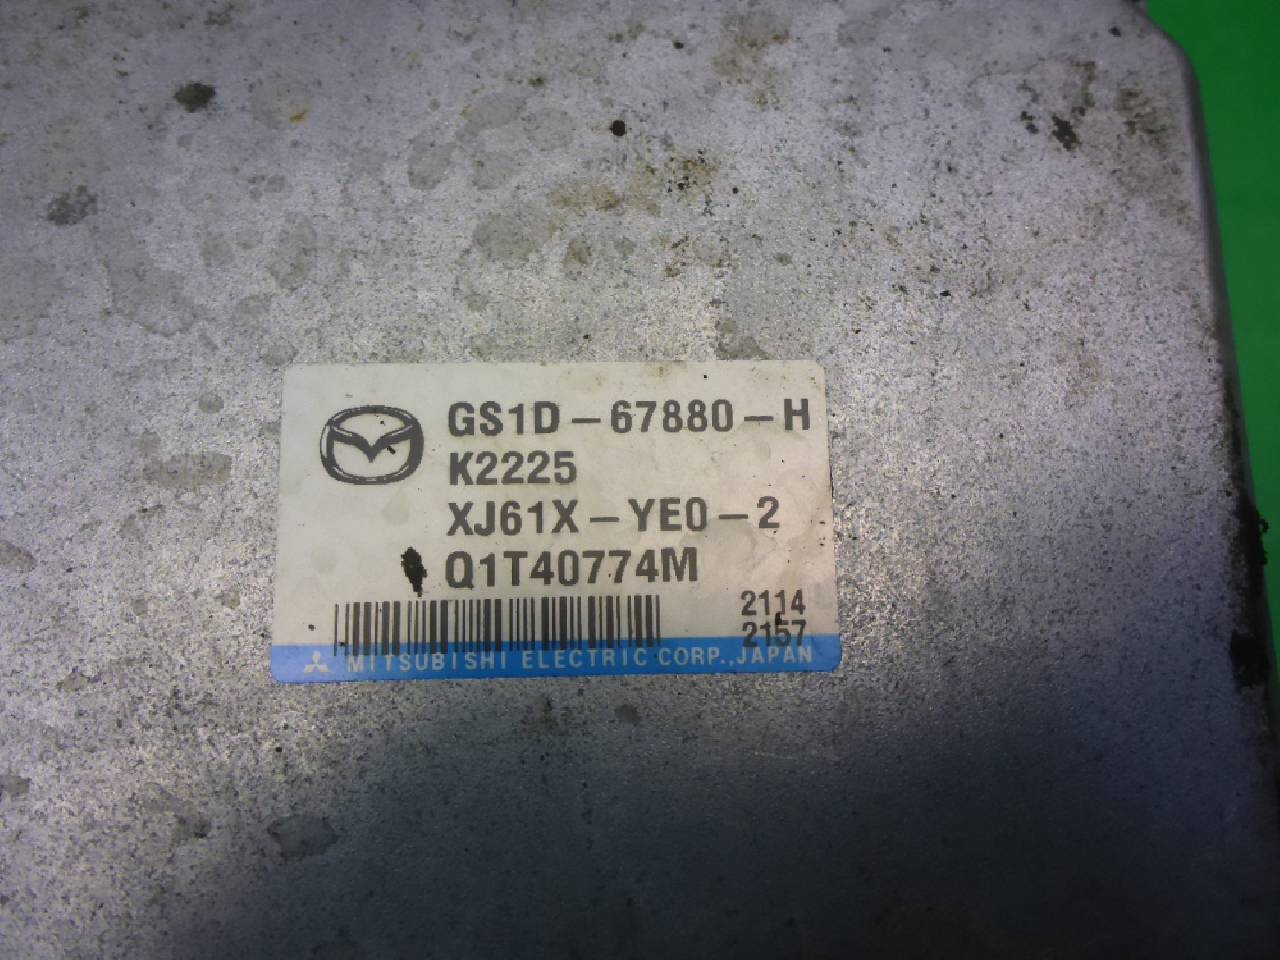 GS1D-67880-H
K2225
XJ61X-YE0-2
Q1T40774M
2114
2157
MITSUBISHI ELECTRIC CORP.,JAPAN